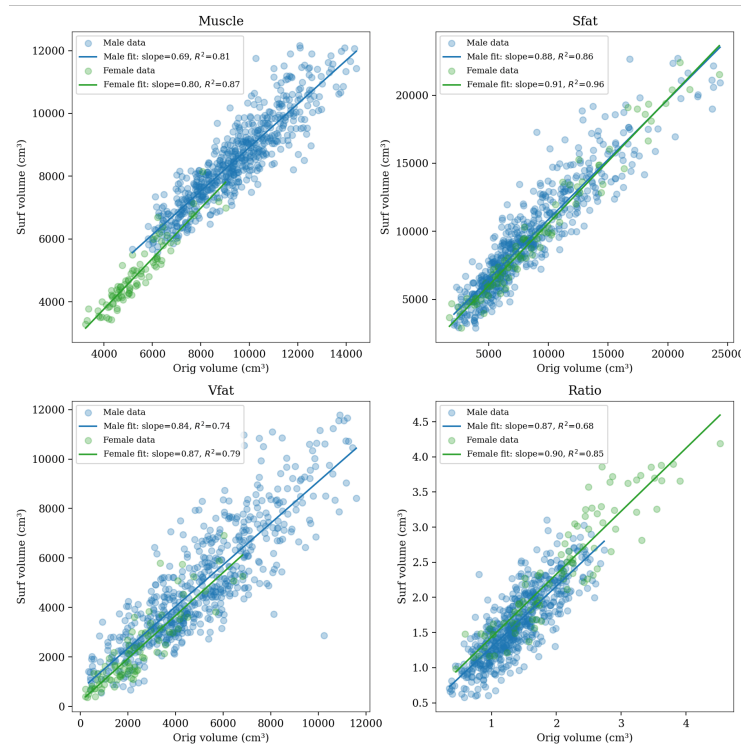 Muscle
Male data
Male fit: slope=0.69, R²=0.81
Female data
Female fit: slope=0.80, R²=0.87
12000
10000
8000
6000
4000
Surf volume (cm³)
4000 6000 8000 10000 12000 14000
Orig volume (cm³)
Sfat
Male data
Male fit: slope=0.88, R²=0.86
Female data
Female fit: slope=0.91, R²=0.96
20000
15000
10000
5000
Surf volume (cm³)
5000 10000 15000 20000 25000
Orig volume (cm³)
Vfat
Male data
Male fit: slope=0.84, R²=0.74
Female data
Female fit: slope=0.87, R²=0.79
12000
10000
8000
6000
4000
2000
0
Surf volume (cm³)
0 2000 4000 6000 8000 10000 12000
Orig volume (cm³)
Ratio
Male data
Male fit: slope=0.87, R²=0.68
Female data
Female fit: slope=0.90, R²=0.85
4.5
4.0
3.5
3.0
2.5
2.0
1.5
1.0
0.5
Surf volume (cm³)
1 2 3 4
Orig volume (cm³)